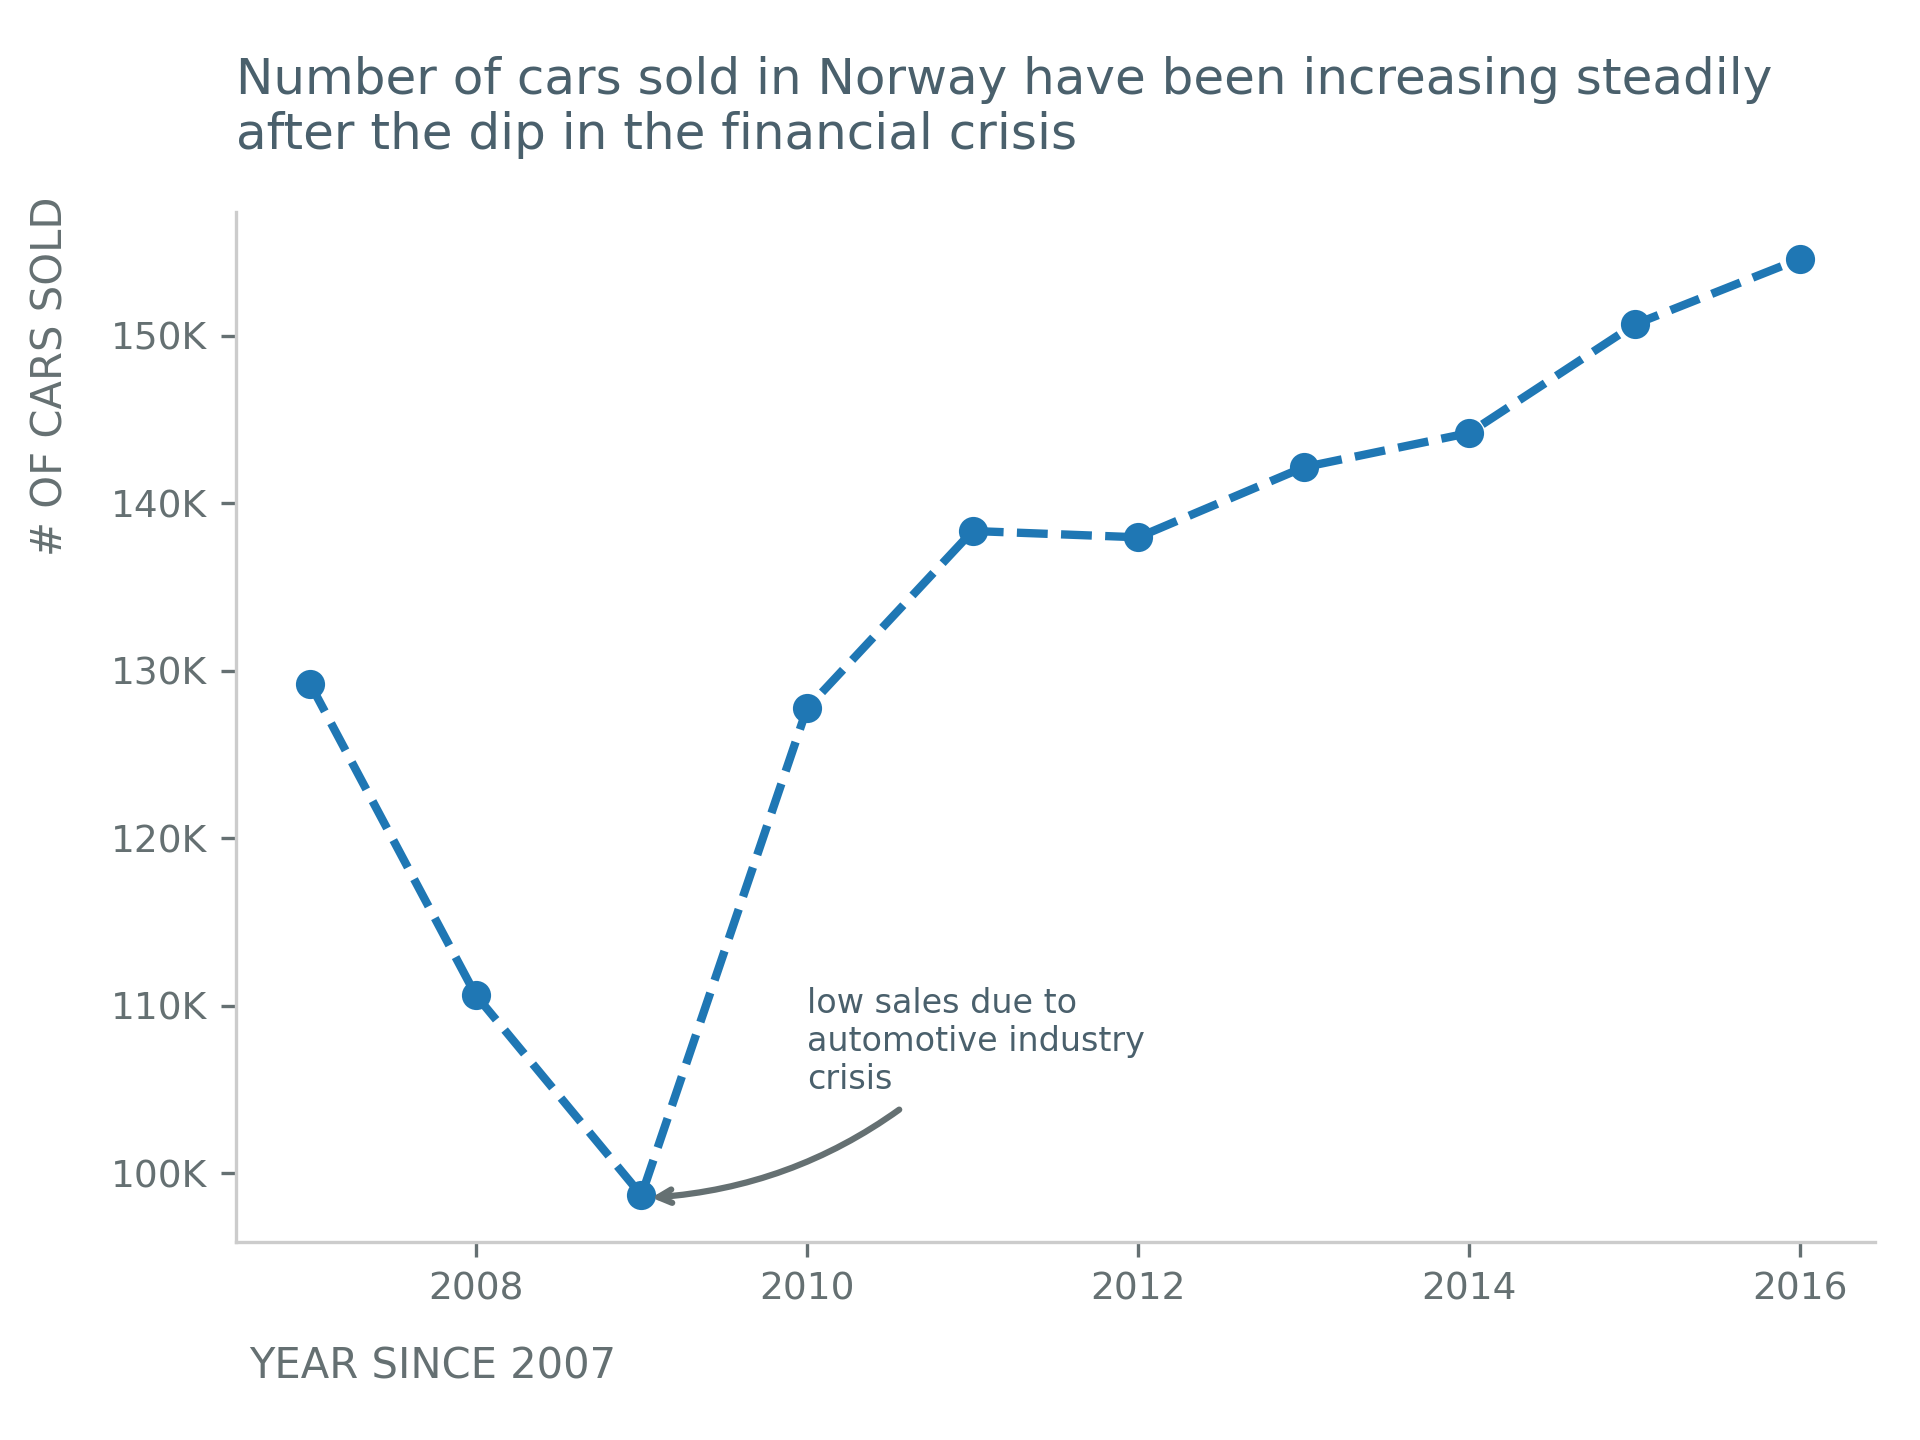 Number of cars sold in Norway have been increasing steadily
after the dip in the financial crisis
# OF CARS SOLD
150K
140K
130K
120K
110K
100K
low sales due to
automotive industry
crisis
2008
2010
2012
2014
2016
YEAR SINCE 2007